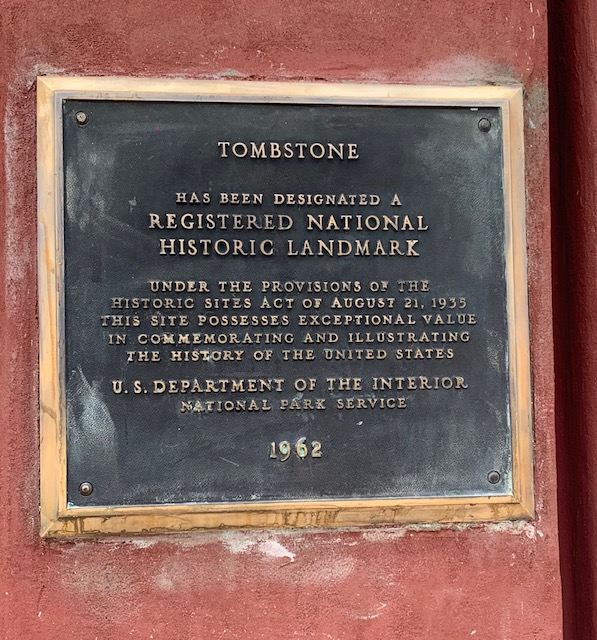 TOMBSTONE
HAS BEEN DESIGNATED A
REGISTERED NATIONAL
HISTORIC LANDMARK
UNDER THE PROVISIONS OF THE
HISTORIC SITES ACT OF AUGUST 21, 1935
THIS SITE POSSESSES EXCEPTIONAL VALUE
IN COMMEMORATING AND ILLUSTRATING
THE HISTORY OF THE UNITED STATES
U.S. DEPARTMENT OF THE INTERIOR
NATIONAL PARK SERVICE
1962